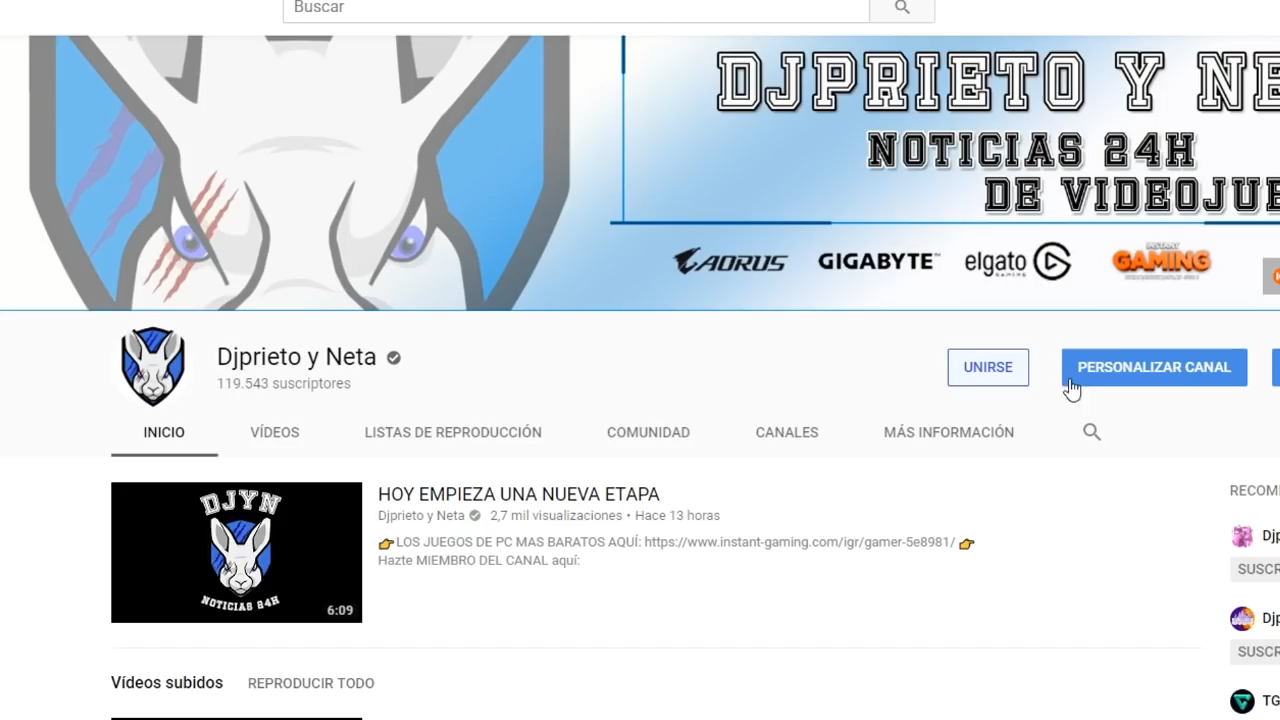 Buscar
DJPRIETO Y NE
NOTICIAS 24H
DE VIDEOJUE
AORUS GIGABYTE™ elgato GAMING INSTANT GAMING
Djprieto y Neta
119.543 suscriptores
UNIRSE PERSONALIZAR CANAL
INICIO VÍDEOS LISTAS DE REPRODUCCIÓN COMUNIDAD CANALES MÁS INFORMACIÓN
DJYN
NOTICIAS 24H
6:09
HOY EMPIEZA UNA NUEVA ETAPA
Djprieto y Neta 2,7 mil visualizaciones • Hace 13 horas
👉LOS JUEGOS DE PC MAS BARATOS AQUÍ: https://www.instant-gaming.com/igr/gamer-5e8981/ 👉
Hazte MIEMBRO DEL CANAL aquí:
RECOM
Djp
SUSCR
Djp
SUSCR
TG
Vídeos subidos REPRODUCIR TODO